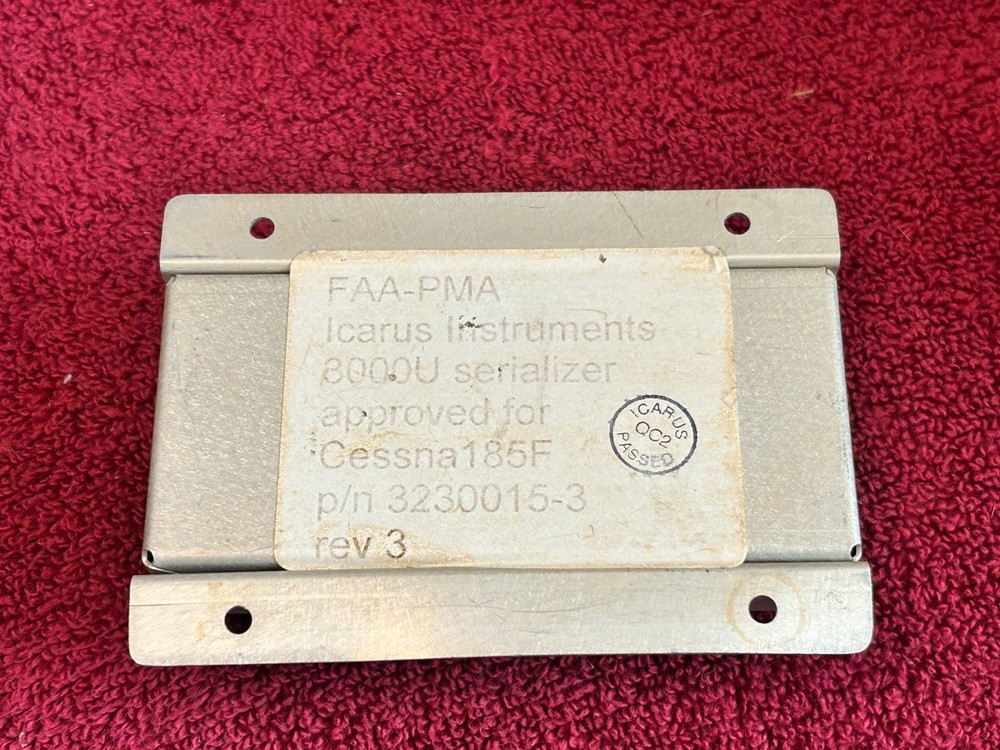 FAA-PMA
Icarus Instruments
3000U serializer
approved for
Cessna185F
p/n 3230015-3
rev 3
ICARUS
QC2
PASSED